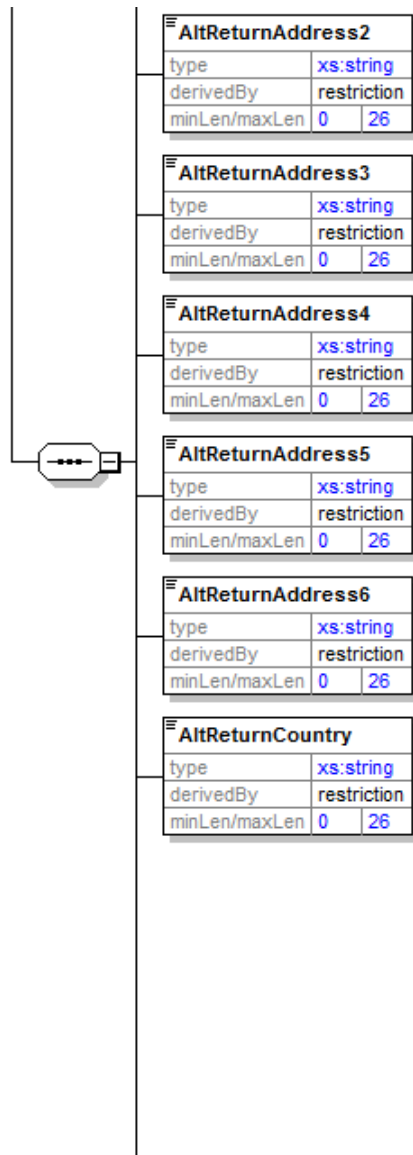 AltReturnAddress2
type xs:string
derivedBy restriction
minLen/maxLen 0 26
AltReturnAddress3
type xs:string
derivedBy restriction
minLen/maxLen 0 26
AltReturnAddress4
type xs:string
derivedBy restriction
minLen/maxLen 0 26
AltReturnAddress5
type xs:string
derivedBy restriction
minLen/maxLen 0 26
AltReturnAddress6
type xs:string
derivedBy restriction
minLen/maxLen 0 26
AltReturnCountry
type xs:string
derivedBy restriction
minLen/maxLen 0 26